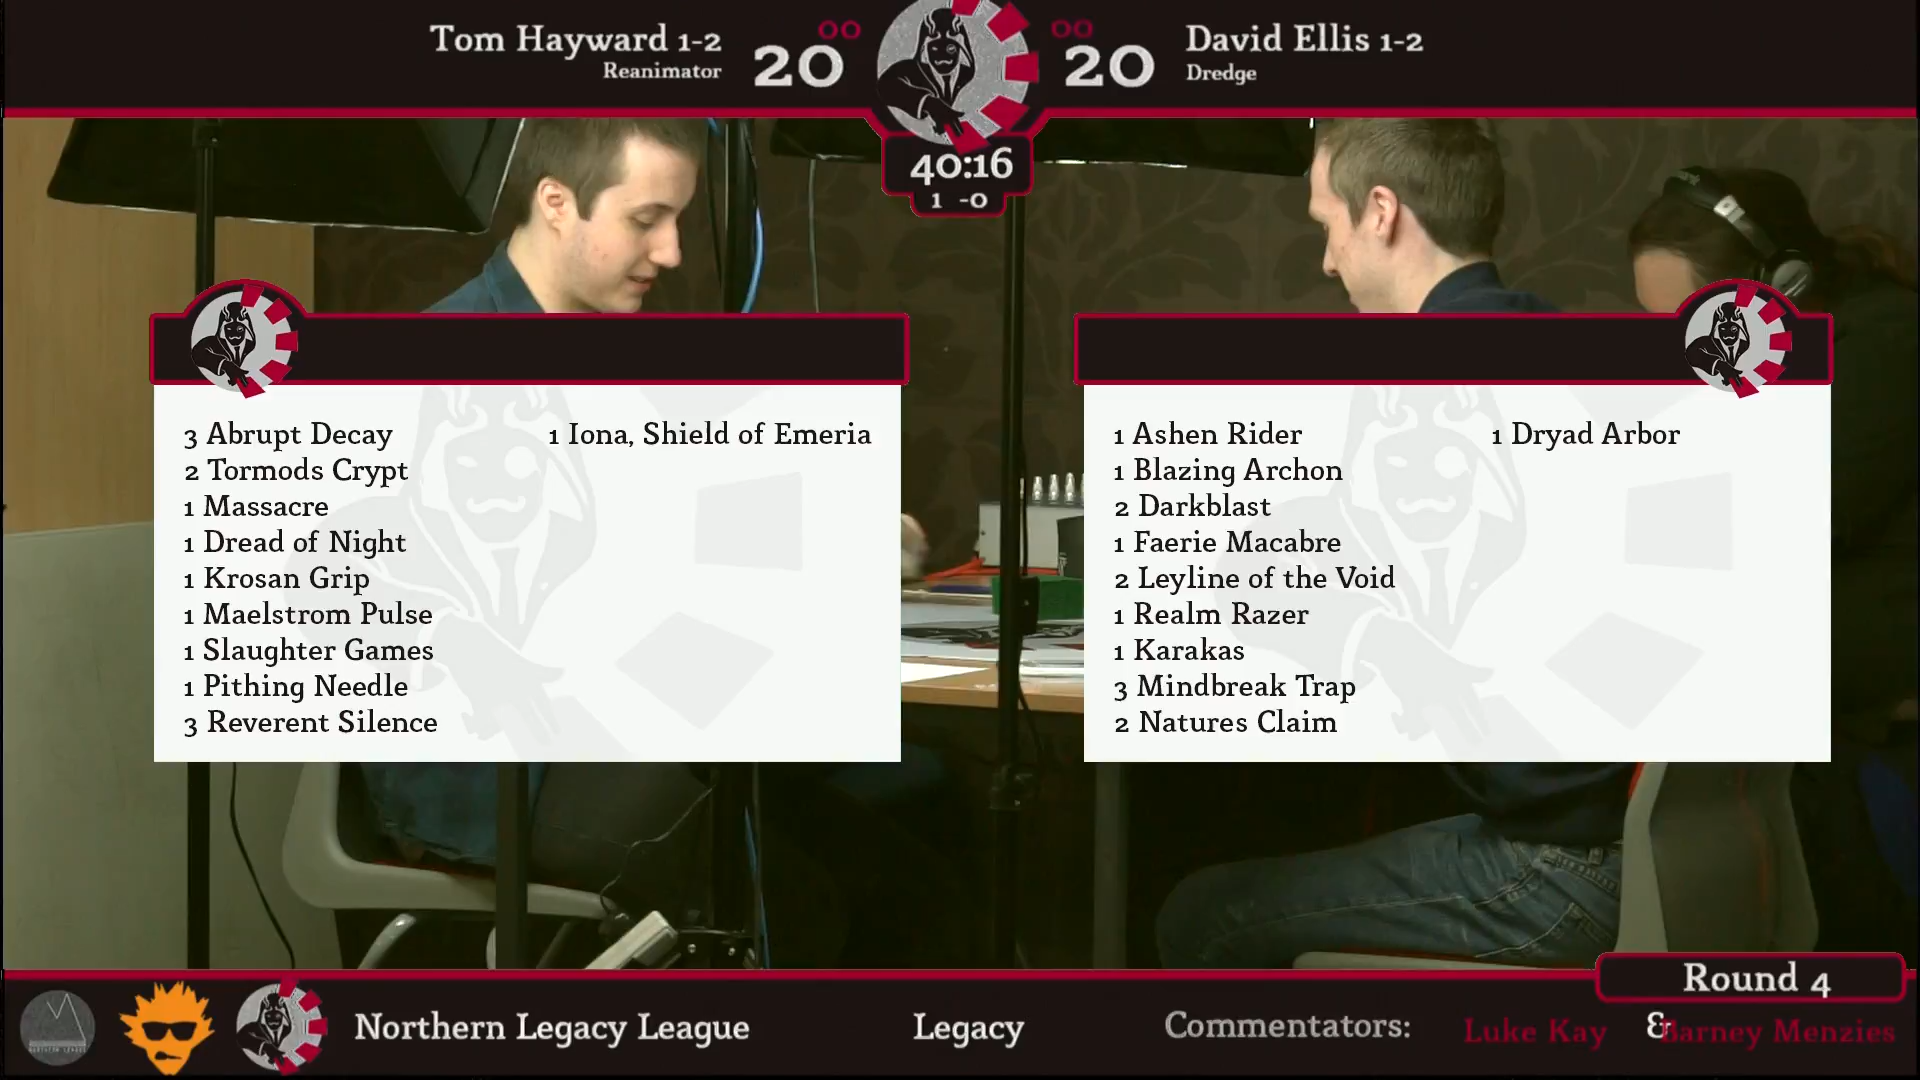 Tom Hayward 1-2
Reanimator
00
20
00
20
David Ellis 1-2
Dredge
40:16
1 -0
3 Abrupt Decay
2 Tormods Crypt
1 Massacre
1 Dread of Night
1 Krosan Grip
1 Maelstrom Pulse
1 Slaughter Games
1 Pithing Needle
3 Reverent Silence
1 Iona, Shield of Emeria
1 Ashen Rider
1 Blazing Archon
2 Darkblast
1 Faerie Macabre
2 Leyline of the Void
1 Realm Razer
1 Karakas
3 Mindbreak Trap
2 Natures Claim
1 Dryad Arbor
Round 4
Northern Legacy League
Legacy
Commentators: Luke Kay & Barney Menzies